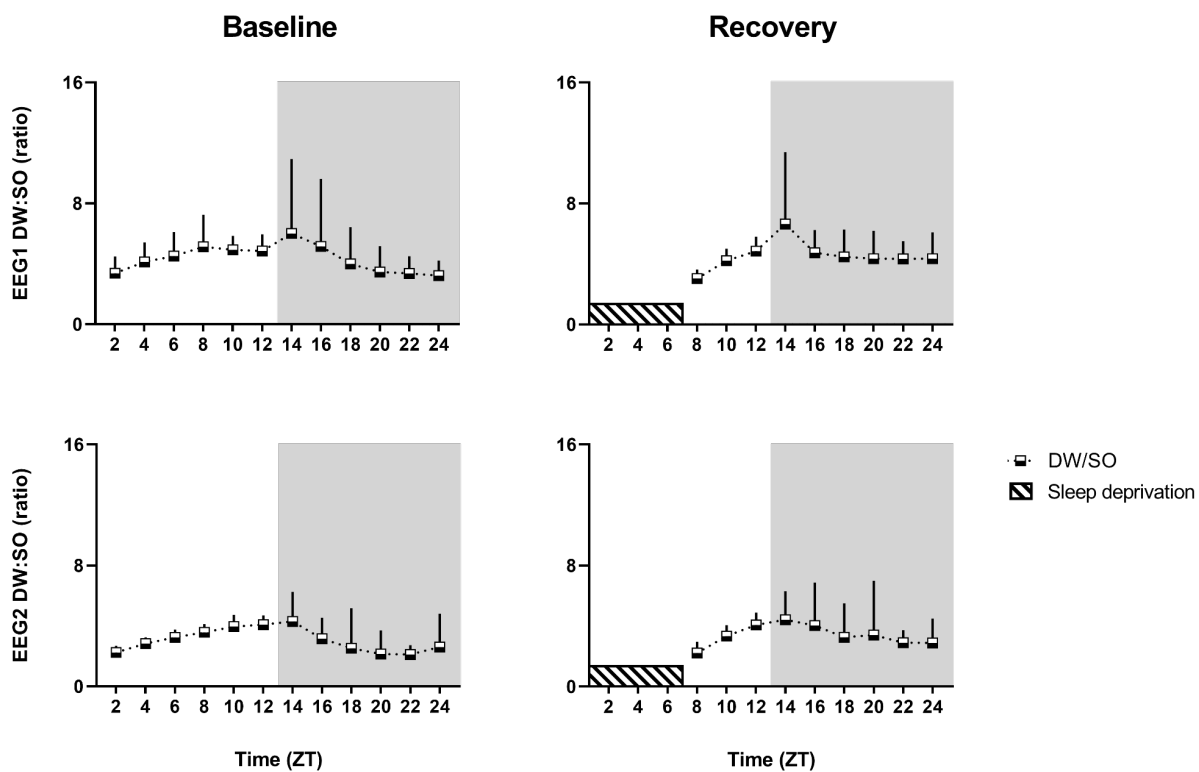 Baseline
Recovery
EEG1 DW:SO (ratio)
16
8
0
2 4 6 8 10 12 14 16 18 20 22 24
16
8
0
2 4 6 8 10 12 14 16 18 20 22 24
EEG2 DW:SO (ratio)
16
8
0
2 4 6 8 10 12 14 16 18 20 22 24
Time (ZT)
16
8
0
2 4 6 8 10 12 14 16 18 20 22 24
Time (ZT)
DW/SO
Sleep deprivation